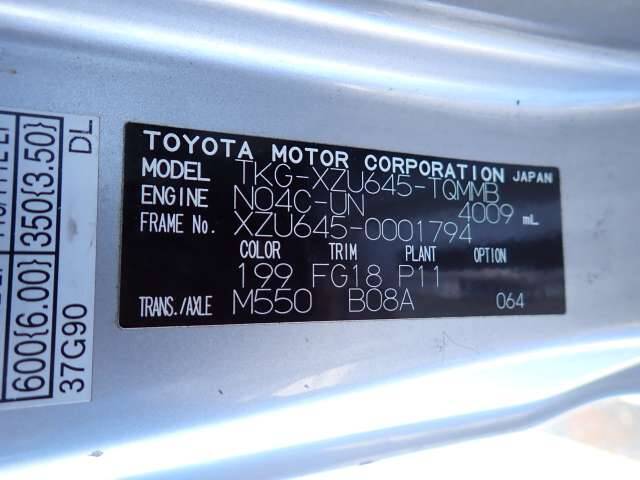 TOYOTA MOTOR CORPORATION JAPAN
MODEL TKG-XZU645-TQMMB
ENGINE N04C-UN 4009 mL
FRAME No. XZU645-0001794
COLOR TRIM PLANT OPTION
199 FG18 P11
TRANS./AXLE M550 B08A 064
600{6.00} 350{3.50}
37G90 DL